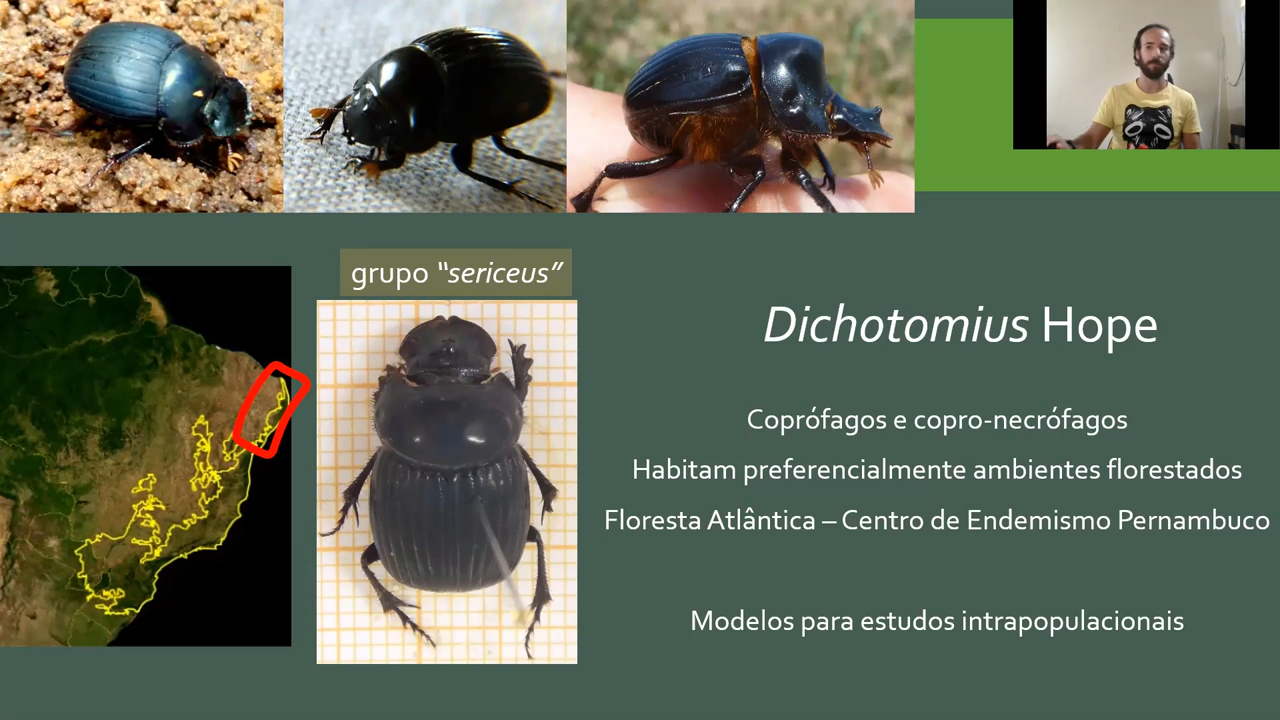 grupo “sericeus”
Dichotomius Hope
Coprófagos e copro-necrófagos
Habitam preferencialmente ambientes florestados
Floresta Atlântica – Centro de Endemismo Pernambuco
Modelos para estudos intrapopulacionais